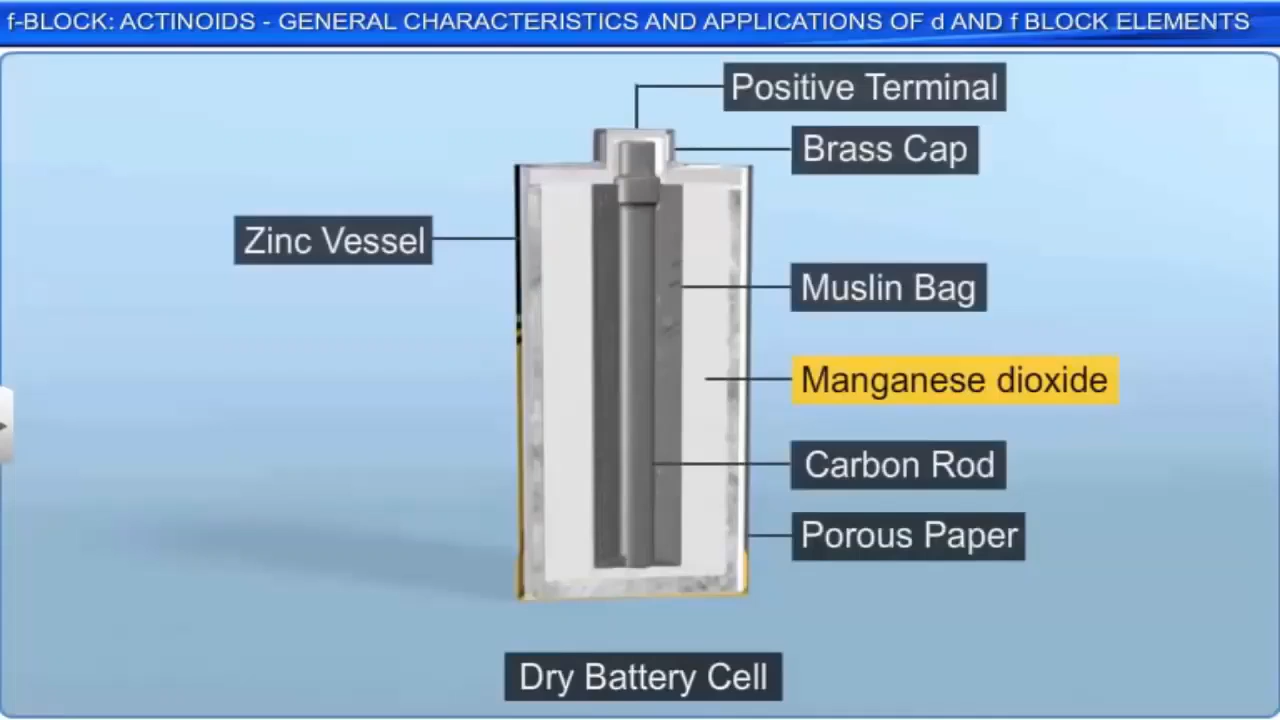 f-BLOCK: ACTINOIDS - GENERAL CHARACTERISTICS AND APPLICATIONS OF d AND f BLOCK ELEMENTS
Positive Terminal
Brass Cap
Zinc Vessel
Muslin Bag
Manganese dioxide
Carbon Rod
Porous Paper
Dry Battery Cell